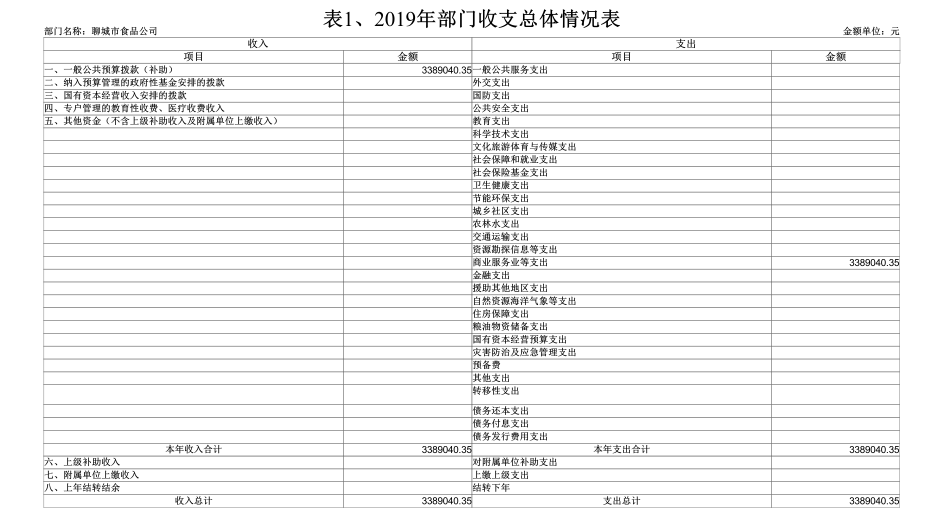 表1、2019年部门收支总体情况表
部门名称：聊城市食品公司 金额单位：元
收入 支出
项目 金额 项目 金额
一、一般公共预算拨款（补助） 3389040.35 一般公共服务支出
二、纳入预算管理的政府性基金安排的拨款 外交支出
三、国有资本经营收入安排的拨款 国防支出
四、专户管理的教育性收费、医疗收费收入 公共安全支出
五、其他资金（不含上级补助收入及附属单位上缴收入） 教育支出
科学技术支出
文化旅游体育与传媒支出
社会保障和就业支出
社会保险基金支出
卫生健康支出
节能环保支出
城乡社区支出
农林水支出
交通运输支出
资源勘探信息等支出
商业服务业等支出 3389040.35
金融支出
援助其他地区支出
自然资源海洋气象等支出
住房保障支出
粮油物资储备支出
国有资本经营预算支出
灾害防治及应急管理支出
预备费
其他支出
转移性支出
债务还本支出
债务付息支出
债务发行费用支出
本年收入合计 3389040.35 本年支出合计 3389040.35
六、上级补助收入 对附属单位补助支出
七、附属单位上缴收入 上缴上级支出
八、上年结转结余 结转下年
收入总计 3389040.35 支出总计 3389040.35